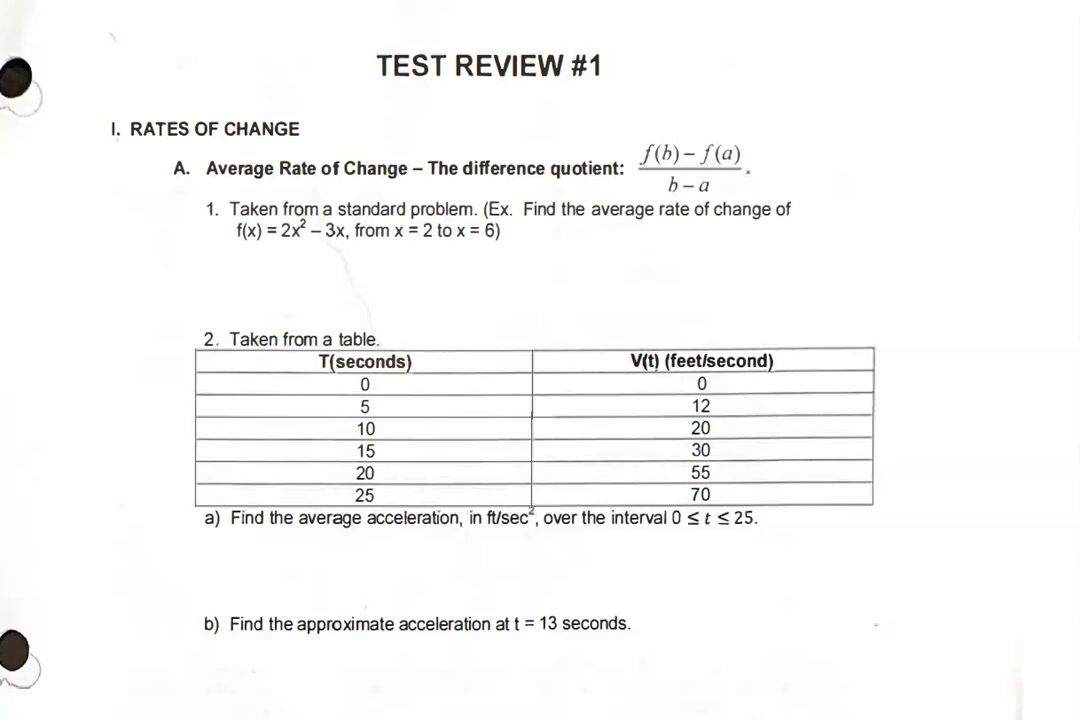 TEST REVIEW #1
I. RATES OF CHANGE
A. Average Rate of Change – The difference quotient: f(b) – f(a) / b – a .
1. Taken from a standard problem. (Ex. Find the average rate of change of
f(x) = 2x² – 3x, from x = 2 to x = 6)
2. Taken from a table.
T(seconds) V(t) (feet/second)
0 0
5 12
10 20
15 30
20 55
25 70
a) Find the average acceleration, in ft/sec², over the interval 0 ≤ t ≤ 25.
b) Find the approximate acceleration at t = 13 seconds.